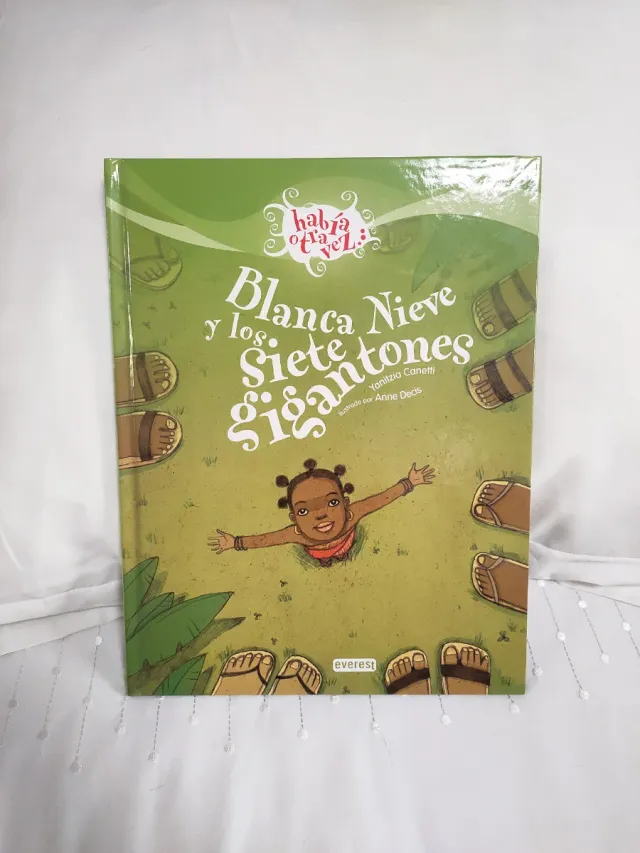 había
otra
vez...
Blanca Nieve
y los
siete
gigantones
Yanitzia Canetti
Ilustrado por Anne Decis
everest